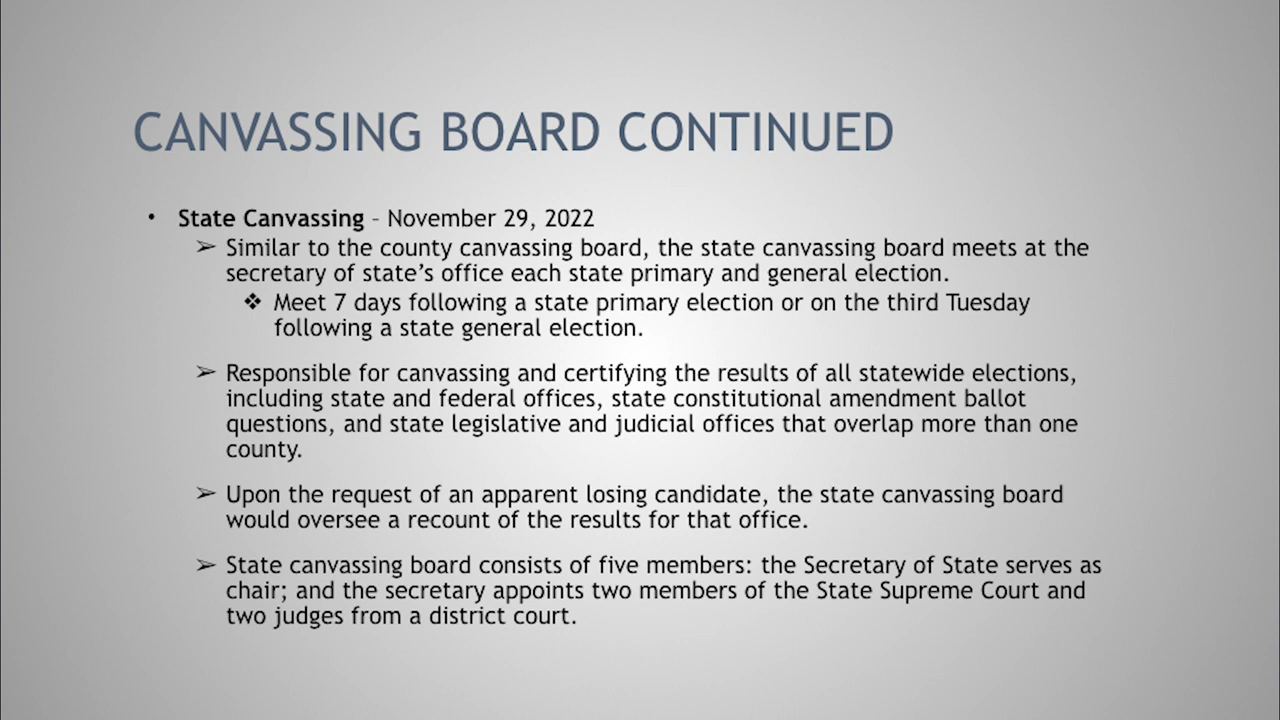 CANVASSING BOARD CONTINUED
• State Canvassing – November 29, 2022
➢ Similar to the county canvassing board, the state canvassing board meets at the
secretary of state’s office each state primary and general election.
❖ Meet 7 days following a state primary election or on the third Tuesday
following a state general election.
➢ Responsible for canvassing and certifying the results of all statewide elections,
including state and federal offices, state constitutional amendment ballot
questions, and state legislative and judicial offices that overlap more than one
county.
➢ Upon the request of an apparent losing candidate, the state canvassing board
would oversee a recount of the results for that office.
➢ State canvassing board consists of five members: the Secretary of State serves as
chair; and the secretary appoints two members of the State Supreme Court and
two judges from a district court.